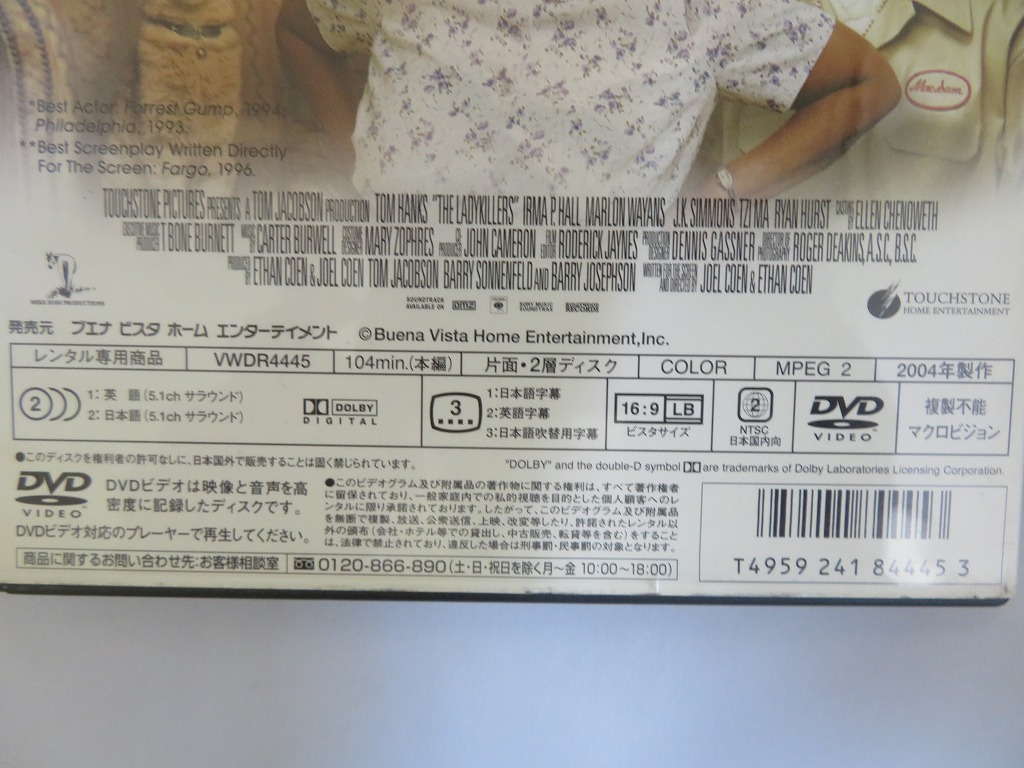 *Best Actor: Forrest Gump, 1994;
Philadelphia, 1993.
**Best Screenplay Written Directly
For The Screen: Fargo, 1996.
TOUCHSTONE PICTURES PRESENTS A TOM JACOBSON PRODUCTION TOM HANKS "THE LADYKILLERS" IRMA P. HALL MARLON WAYANS J.K. SIMMONS TZI MA RYAN HURST CASTING BY ELLEN CHENOWETH
EXECUTIVE MUSIC PRODUCER T BONE BURNETT MUSIC BY CARTER BURWELL COSTUME DESIGNER MARY ZOPHRES CO-PRODUCER JOHN CAMERON FILM EDITOR RODERICK JAYNES PRODUCTION DESIGNER DENNIS GASSNER DIRECTOR OF PHOTOGRAPHY ROGER DEAKINS, A.S.C., B.S.C.
PRODUCED BY ETHAN COEN & JOEL COEN TOM JACOBSON BARRY SONNENFELD AND BARRY JOSEPHSON WRITTEN FOR THE SCREEN AND DIRECTED BY JOEL COEN & ETHAN COEN
MIKE ZOSS PRODUCTIONS
SOUNDTRACK AVAILABLE ON DMZ SONY MUSIC SOUNDTRAX
TOUCHSTONE
HOME ENTERTAINMENT
発売元 ブエナ ビスタ ホーム エンターテイメント ©Buena Vista Home Entertainment,Inc.
レンタル専用商品 VWDR4445 104min.(本編) 片面・2層ディスク COLOR MPEG 2 2004年製作
2 1: 英 語 (5.1ch サラウンド)
2: 日本語 (5.1ch サラウンド)
DOLBY
DIGITAL
3 1:日本語字幕
2:英語字幕
3:日本語吹替用字幕
16:9 LB
ビスタサイズ
2
NTSC
日本国内向
DVD
VIDEO
複製不能
マクロビジョン
●このディスクを権利者の許可なしに、日本国外で販売することは固く禁じられています。
"DOLBY" and the double-D symbol are trademarks of Dolby Laboratories Licensing Corporation.
DVD
VIDEO
DVDビデオは映像と音声を高
密度に記録したディスクです。
DVDビデオ対応のプレーヤーで再生してください。
●このビデオグラム及び附属品の著作物に関する権利は、すべて著作権者
に留保されており、一般家庭内での私的視聴を目的とした個人顧客へのレ
ンタルに限り承諾されております。したがって、このビデオグラム及び附属品
を無断で複製、放送、公衆送信、上映、改変等したり、許諾されたレンタル以
外の頒布(会社・ホテル等での貸出し、中古販売、転貸等を含む)をすること
は、法律で禁止されており、違反した場合は刑事罰・民事罰の対象となります。
商品に関するお問い合わせ先:お客様相談室 0120-866-890(土・日・祝日を除く月〜金 10:00〜18:00)
T4959 241 84445 3